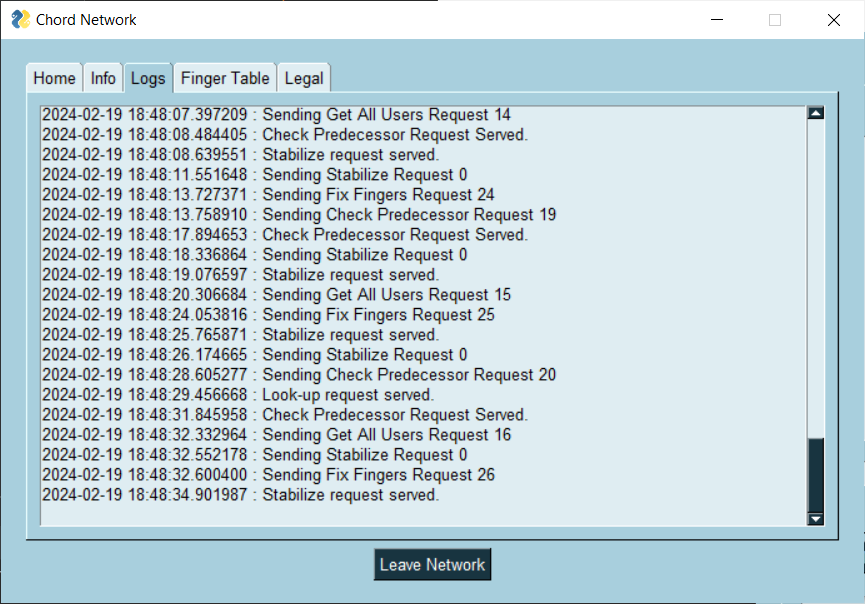 Chord Network
Home Info Logs Finger Table Legal
2024-02-19 18:48:07.397209 : Sending Get All Users Request 14
2024-02-19 18:48:08.484405 : Check Predecessor Request Served.
2024-02-19 18:48:08.639551 : Stabilize request served.
2024-02-19 18:48:11.551648 : Sending Stabilize Request 0
2024-02-19 18:48:13.727371 : Sending Fix Fingers Request 24
2024-02-19 18:48:13.758910 : Sending Check Predecessor Request 19
2024-02-19 18:48:17.894653 : Check Predecessor Request Served.
2024-02-19 18:48:18.336864 : Sending Stabilize Request 0
2024-02-19 18:48:19.076597 : Stabilize request served.
2024-02-19 18:48:20.306684 : Sending Get All Users Request 15
2024-02-19 18:48:24.053816 : Sending Fix Fingers Request 25
2024-02-19 18:48:25.765871 : Stabilize request served.
2024-02-19 18:48:26.174665 : Sending Stabilize Request 0
2024-02-19 18:48:28.605277 : Sending Check Predecessor Request 20
2024-02-19 18:48:29.456668 : Look-up request served.
2024-02-19 18:48:31.845958 : Check Predecessor Request Served.
2024-02-19 18:48:32.332964 : Sending Get All Users Request 16
2024-02-19 18:48:32.552178 : Sending Stabilize Request 0
2024-02-19 18:48:32.600400 : Sending Fix Fingers Request 26
2024-02-19 18:48:34.901987 : Stabilize request served.
Leave Network